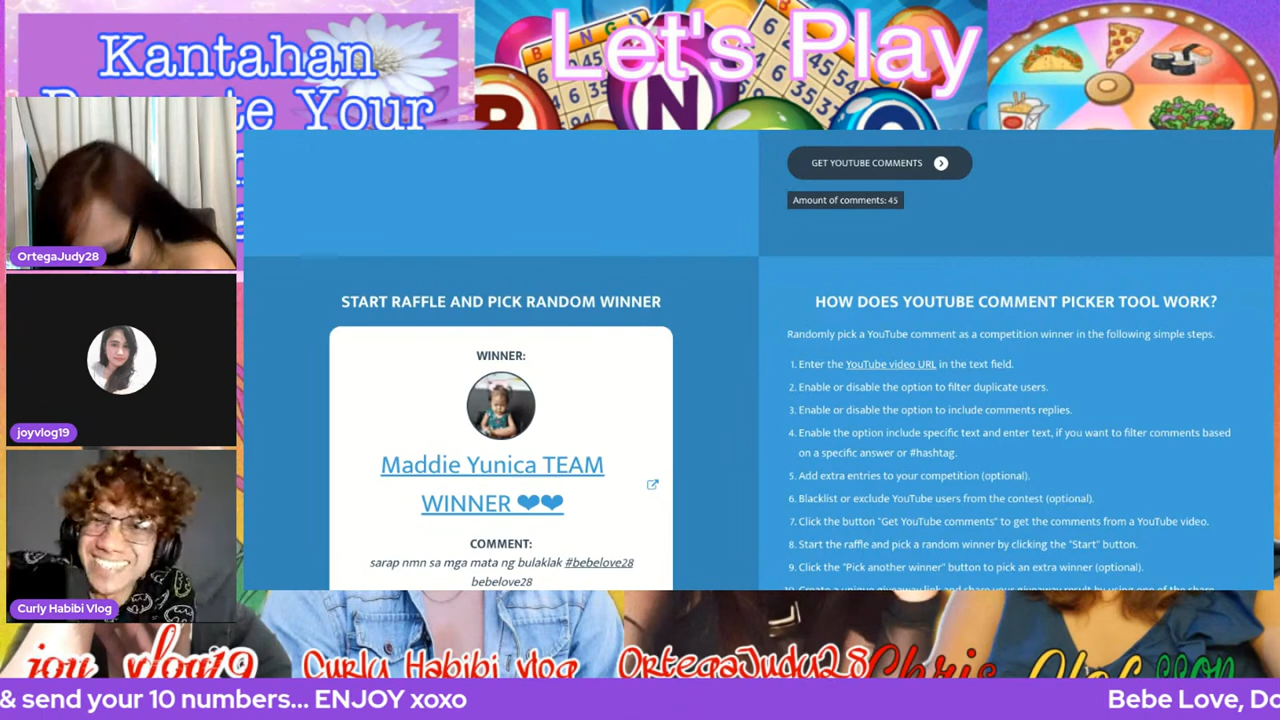 Kantahan
Your
Let's Play
BINGO
N
OrtegaJudy28
joyvlog19
Curly Habibi Vlog
GET YOUTUBE COMMENTS
Amount of comments: 45
START RAFFLE AND PICK RANDOM WINNER
WINNER:
Maddie Yunica TEAM
WINNER ❤❤
COMMENT:
sarap nmn sa mga mata ng bulaklak #bebelove28
bebelove28
HOW DOES YOUTUBE COMMENT PICKER TOOL WORK?
Randomly pick a YouTube comment as a competition winner in the following simple steps.
1. Enter the YouTube video URL in the text field.
2. Enable or disable the option to filter duplicate users.
3. Enable or disable the option to include comments replies.
4. Enable the option include specific text and enter text, if you want to filter comments based
on a specific answer or #hashtag.
5. Add extra entries to your competition (optional).
6. Blacklist or exclude YouTube users from the contest (optional).
7. Click the button "Get YouTube comments" to get the comments from a YouTube video.
8. Start the raffle and pick a random winner by clicking the "Start" button.
9. Click the "Pick another winner" button to pick an extra winner (optional).
joy vlog19
Curly Habibi vlog
OrtegaJudy28
Chris
& send your 10 numbers... ENJOY xoxo
Bebe Love, Do